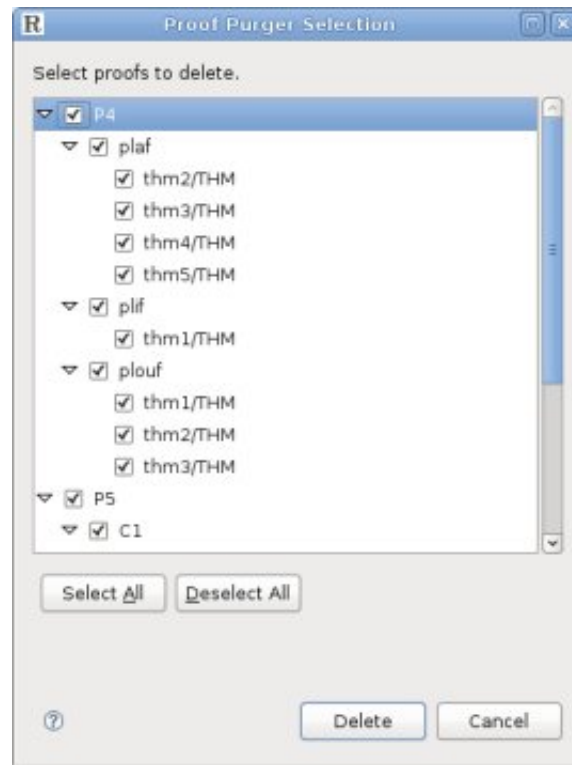 R Proof Purger Selection
Select proofs to delete.
P4
plaf
thm2/THM
thm3/THM
thm4/THM
thm5/THM
plif
thm1/THM
plouf
thm1/THM
thm2/THM
thm3/THM
P5
C1
Select All Deselect All
? Delete Cancel